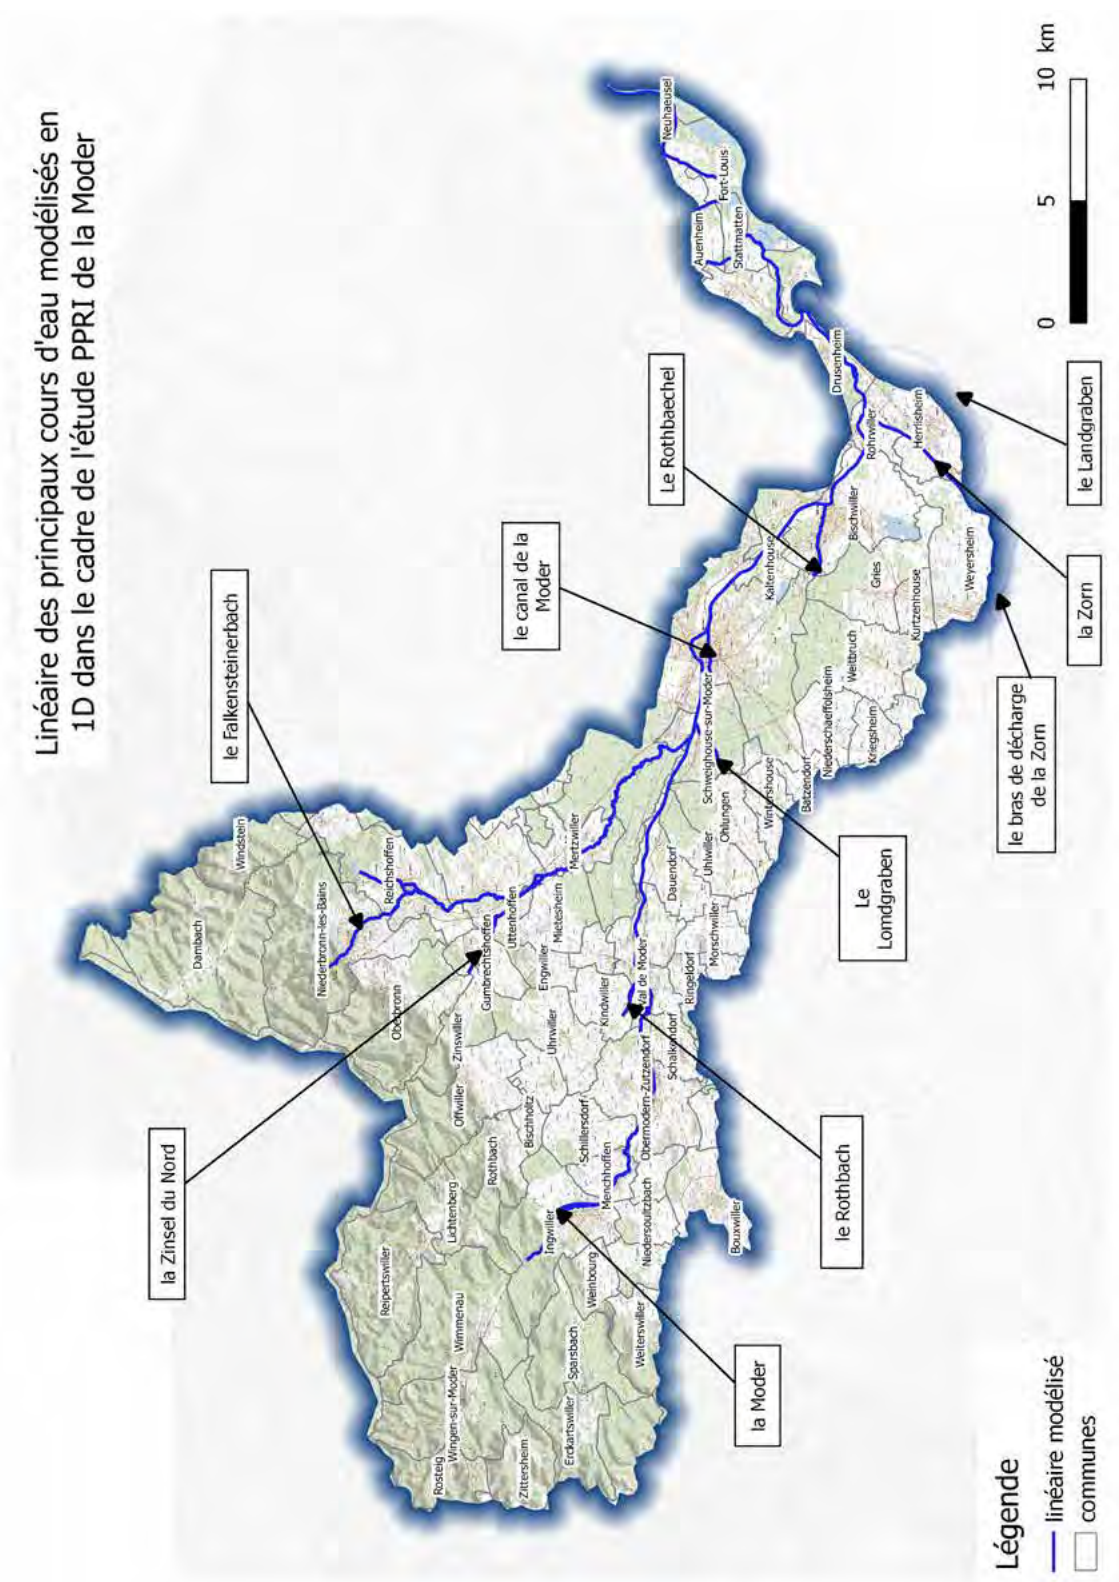 Linéaire des principaux cours d'eau modélisés en
1D dans le cadre de l'étude PPRI de la Moder
la Zinsel du Nord
le Falkensteinerbach
le canal de la
Moder
Le Rothbaechel
la Moder
le Rothbach
Le
Lomdgraben
le bras de décharge
de la Zorn
la Zorn
le Landgraben
Dambach
Windstein
Niederbronn-les-Bains
Reichshoffen
Oberbronn
Zinswiller
Gumbrechtshoffen
Uttenhoffen
Mertzwiller
Mietesheim
Engwiller
Offwiller
Rothbach
Bischholtz
Uhrwiller
Kindwiller
Schillersdorf
Reipertswiller
Lichtenberg
Wimmenau
Wingen-sur-Moder
Rosteig
Zittersheim
Erckartswiller
Sparsbach
Ingwiller
Weinbourg
Weiterswiller
Menchhoffen
Niedersoultzbach
Obermodern-Zutzendorf
Bouxwiller
Schalkendorf
Val de Moder
Ringeldorf
Morschwiller
Dauendorf
Uhlwiller
Ohlungen
Schweighouse-sur-Moder
Wintershouse
Batzendorf
Niederschaeffolsheim
Kriegsheim
Weitbruch
Kaltenhouse
Gries
Kurtzenhouse
Bischwiller
Weyersheim
Rohrwiller
Herrlisheim
Drusenheim
Auenheim
Stattmatten
Fort-Louis
Neuhaeusel
0 5 10 km
Légende
linéaire modélisé
communes